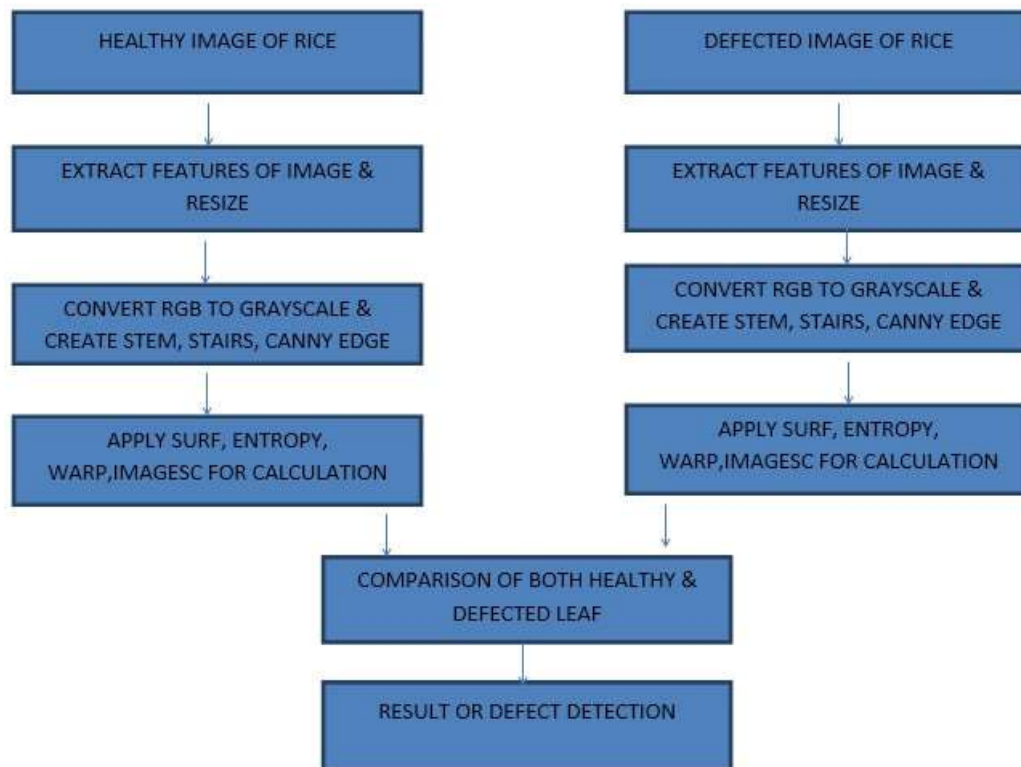 HEALTHY IMAGE OF RICE
DEFECTED IMAGE OF RICE
EXTRACT FEATURES OF IMAGE &
RESIZE
EXTRACT FEATURES OF IMAGE &
RESIZE
CONVERT RGB TO GRAYSCALE &
CREATE STEM, STAIRS, CANNY EDGE
CONVERT RGB TO GRAYSCALE &
CREATE STEM, STAIRS, CANNY EDGE
APPLY SURF, ENTROPY,
WARP,IMAGESC FOR CALCULATION
APPLY SURF, ENTROPY,
WARP,IMAGESC FOR CALCULATION
COMPARISON OF BOTH HEALTHY &
DEFECTED LEAF
RESULT OR DEFECT DETECTION